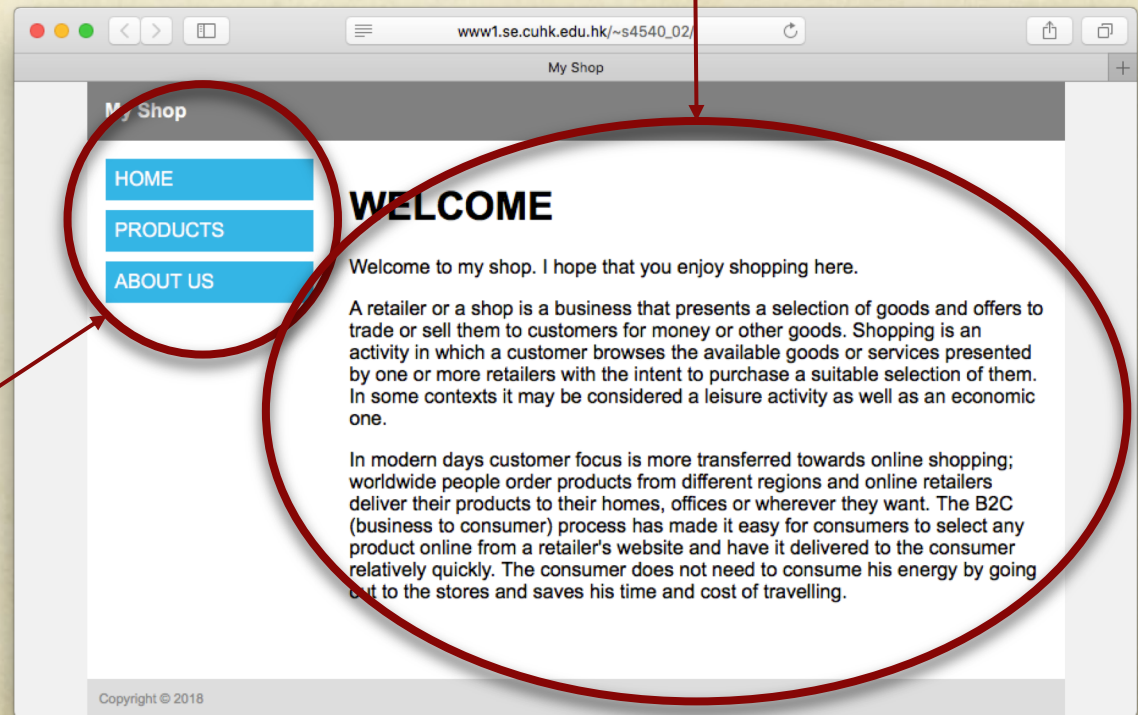 www1.se.cuhk.edu.hk/~s4540_02/
My Shop
My Shop
HOME
PRODUCTS
ABOUT US
WELCOME
Welcome to my shop. I hope that you enjoy shopping here.
A retailer or a shop is a business that presents a selection of goods and offers to
trade or sell them to customers for money or other goods. Shopping is an
activity in which a customer browses the available goods or services presented
by one or more retailers with the intent to purchase a suitable selection of them.
In some contexts it may be considered a leisure activity as well as an economic
one.
In modern days customer focus is more transferred towards online shopping;
worldwide people order products from different regions and online retailers
deliver their products to their homes, offices or wherever they want. The B2C
(business to consumer) process has made it easy for consumers to select any
product online from a retailer's website and have it delivered to the consumer
relatively quickly. The consumer does not need to consume his energy by going
out to the stores and saves his time and cost of travelling.
Copyright © 2018